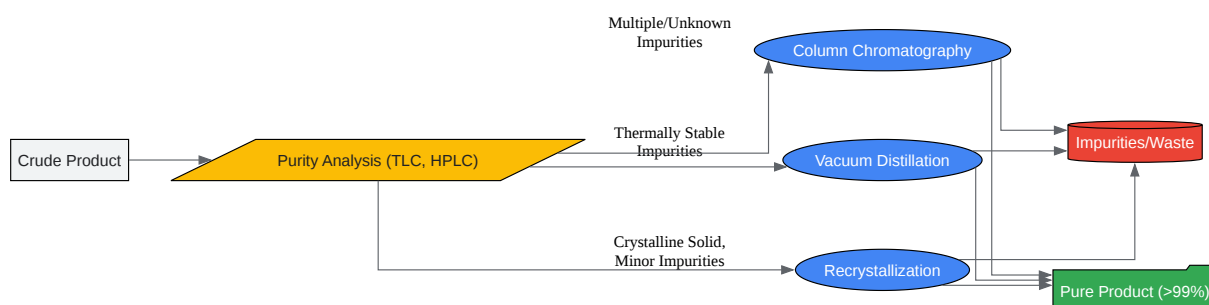 Multiple/Unknown
Impurities
Column Chromatography
Thermally Stable
Impurities
Impurities/Waste
Crude Product
Purity Analysis (TLC, HPLC)
Vacuum Distillation
Crystalline Solid,
Minor Impurities
Recrystallization
Pure Product (>99%)